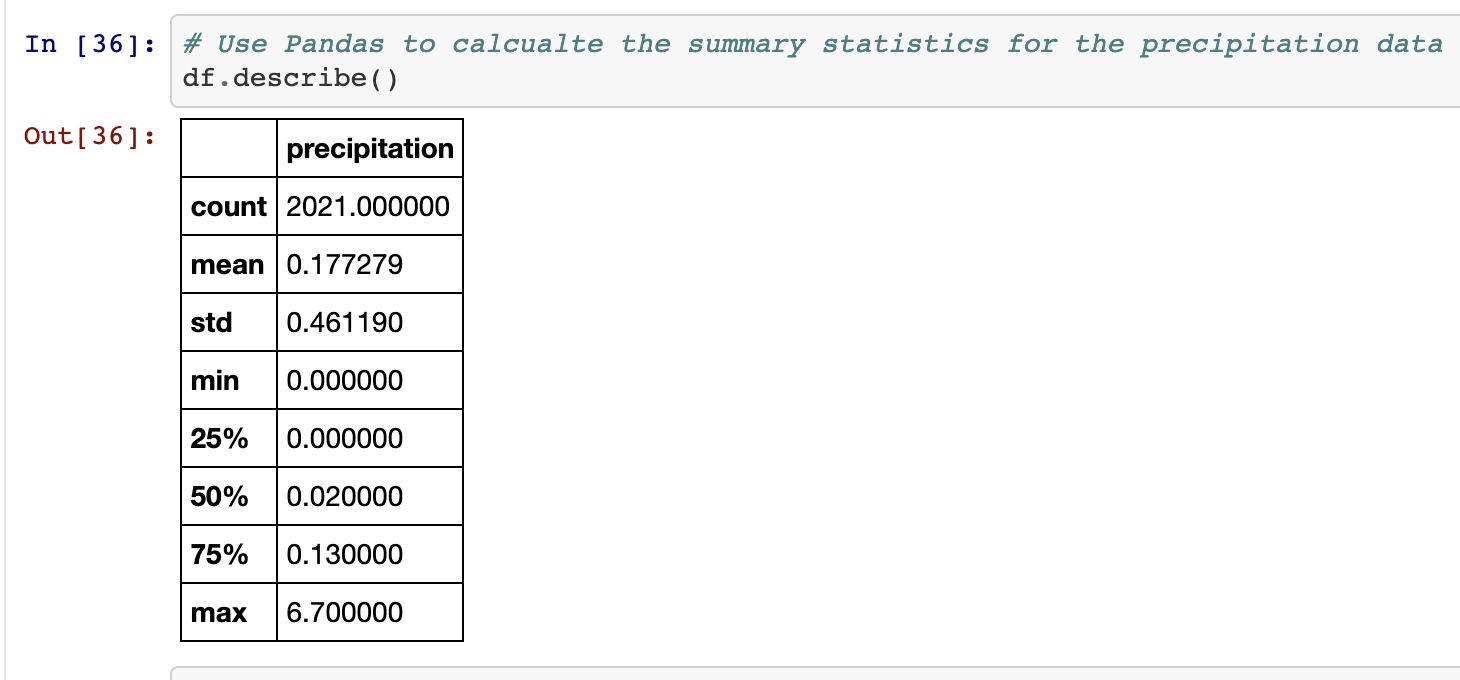 In [36]: # Use Pandas to calcualte the summary statistics for the precipitation data
df.describe()
Out[36]:
precipitation
count 2021.000000
mean 0.177279
std 0.461190
min 0.000000
25% 0.000000
50% 0.020000
75% 0.130000
max 6.700000